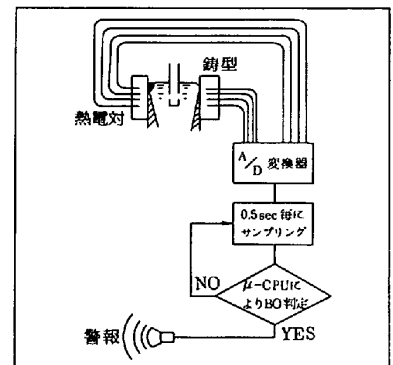 鋳型
熱電対
A/D 変換器
0.5sec 毎に
サンプリング
NO
μ-CPUに
よりBO判定
YES
警報